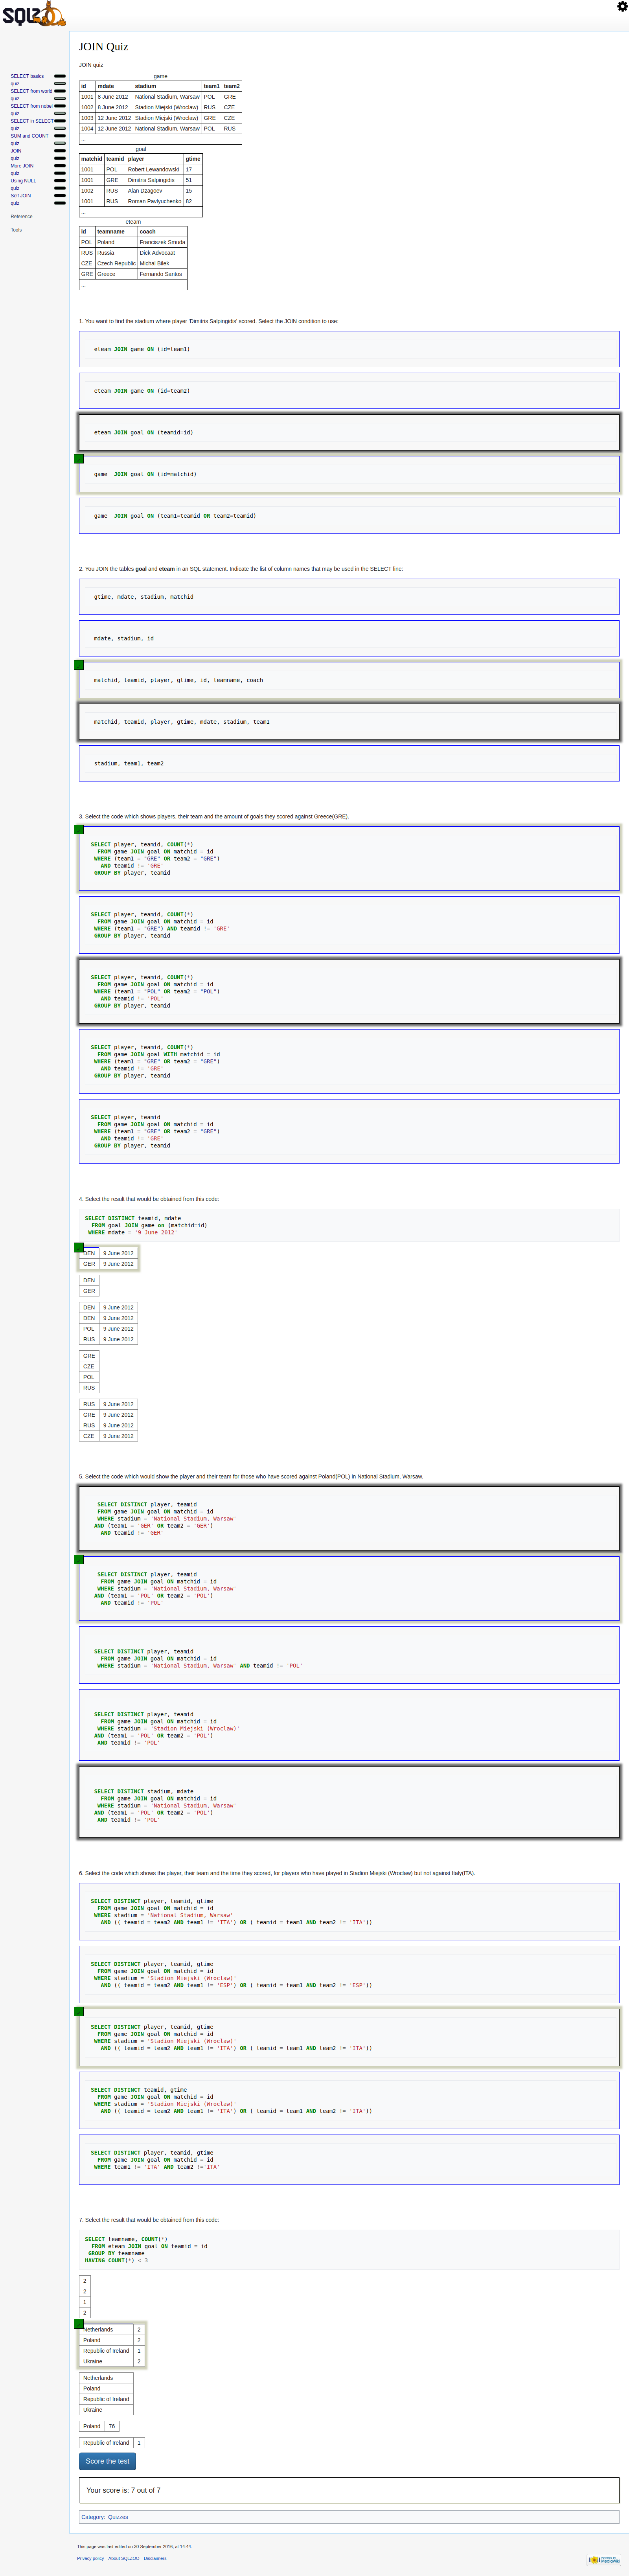 SQLZOO
SELECT basics
quiz
SELECT from world
quiz
SELECT from nobel
quiz
SELECT in SELECT
quiz
SUM and COUNT
quiz
JOIN
quiz
More JOIN
quiz
Using NULL
quiz
Self JOIN
quiz
Reference
Tools
JOIN Quiz
JOIN quiz
game
id mdate stadium team1 team2
1001 8 June 2012 National Stadium, Warsaw POL GRE
1002 8 June 2012 Stadion Miejski (Wroclaw) RUS CZE
1003 12 June 2012 Stadion Miejski (Wroclaw) GRE CZE
1004 12 June 2012 National Stadium, Warsaw POL RUS
...
goal
matchid teamid player gtime
1001 POL Robert Lewandowski 17
1001 GRE Dimitris Salpingidis 51
1002 RUS Alan Dzagoev 15
1001 RUS Roman Pavlyuchenko 82
...
eteam
id teamname coach
POL Poland Franciszek Smuda
RUS Russia Dick Advocaat
CZE Czech Republic Michal Bilek
GRE Greece Fernando Santos
...
1. You want to find the stadium where player 'Dimitris Salpingidis' scored. Select the JOIN condition to use:
eteam JOIN game ON (id=team1)
eteam JOIN game ON (id=team2)
eteam JOIN goal ON (teamid=id)
game  JOIN goal ON (id=matchid)
game  JOIN goal ON (team1=teamid OR team2=teamid)
2. You JOIN the tables goal and eteam in an SQL statement. Indicate the list of column names that may be used in the SELECT line:
gtime, mdate, stadium, matchid
mdate, stadium, id
matchid, teamid, player, gtime, id, teamname, coach
matchid, teamid, player, gtime, mdate, stadium, team1
stadium, team1, team2
3. Select the code which shows players, their team and the amount of goals they scored against Greece(GRE).
SELECT player, teamid, COUNT(*)
FROM game JOIN goal ON matchid = id
WHERE (team1 = "GRE" OR team2 = "GRE")
AND teamid != 'GRE'
GROUP BY player, teamid
SELECT player, teamid, COUNT(*)
FROM game JOIN goal ON matchid = id
WHERE (team1 = "GRE") AND teamid != 'GRE'
GROUP BY player, teamid
SELECT player, teamid, COUNT(*)
FROM game JOIN goal ON matchid = id
WHERE (team1 = "POL" OR team2 = "POL")
AND teamid != 'POL'
GROUP BY player, teamid
SELECT player, teamid, COUNT(*)
FROM game JOIN goal WITH matchid = id
WHERE (team1 = "GRE" OR team2 = "GRE")
AND teamid != 'GRE'
GROUP BY player, teamid
SELECT player, teamid
FROM game JOIN goal ON matchid = id
WHERE (team1 = "GRE" OR team2 = "GRE")
AND teamid != 'GRE'
GROUP BY player, teamid
4. Select the result that would be obtained from this code:
SELECT DISTINCT teamid, mdate
FROM goal JOIN game on (matchid=id)
WHERE mdate = '9 June 2012'
DEN 9 June 2012
GER 9 June 2012
DEN
GER
DEN 9 June 2012
DEN 9 June 2012
POL 9 June 2012
RUS 9 June 2012
GRE
CZE
POL
RUS
RUS 9 June 2012
GRE 9 June 2012
RUS 9 June 2012
CZE 9 June 2012
5. Select the code which would show the player and their team for those who have scored against Poland(POL) in National Stadium, Warsaw.
SELECT DISTINCT player, teamid
FROM game JOIN goal ON matchid = id
WHERE stadium = 'National Stadium, Warsaw'
AND (team1 = 'GER' OR team2 = 'GER')
AND teamid != 'GER'
SELECT DISTINCT player, teamid
FROM game JOIN goal ON matchid = id
WHERE stadium = 'National Stadium, Warsaw'
AND (team1 = 'POL' OR team2 = 'POL')
AND teamid != 'POL'
SELECT DISTINCT player, teamid
FROM game JOIN goal ON matchid = id
WHERE stadium = 'National Stadium, Warsaw' AND teamid != 'POL'
SELECT DISTINCT player, teamid
FROM game JOIN goal ON matchid = id
WHERE stadium = 'Stadion Miejski (Wroclaw)'
AND (team1 = 'POL' OR team2 = 'POL')
AND teamid != 'POL'
SELECT DISTINCT stadium, mdate
FROM game JOIN goal ON matchid = id
WHERE stadium = 'National Stadium, Warsaw'
AND (team1 = 'POL' OR team2 = 'POL')
AND teamid != 'POL'
6. Select the code which shows the player, their team and the time they scored, for players who have played in Stadion Miejski (Wroclaw) but not against Italy(ITA).
SELECT DISTINCT player, teamid, gtime
FROM game JOIN goal ON matchid = id
WHERE stadium = 'National Stadium, Warsaw'
AND (( teamid = team2 AND team1 != 'ITA') OR ( teamid = team1 AND team2 != 'ITA'))
SELECT DISTINCT player, teamid, gtime
FROM game JOIN goal ON matchid = id
WHERE stadium = 'Stadion Miejski (Wroclaw)'
AND (( teamid = team2 AND team1 != 'ESP') OR ( teamid = team1 AND team2 != 'ESP'))
SELECT DISTINCT player, teamid, gtime
FROM game JOIN goal ON matchid = id
WHERE stadium = 'Stadion Miejski (Wroclaw)'
AND (( teamid = team2 AND team1 != 'ITA') OR ( teamid = team1 AND team2 != 'ITA'))
SELECT DISTINCT teamid, gtime
FROM game JOIN goal ON matchid = id
WHERE stadium = 'Stadion Miejski (Wroclaw)'
AND (( teamid = team2 AND team1 != 'ITA') OR ( teamid = team1 AND team2 != 'ITA'))
SELECT DISTINCT player, teamid, gtime
FROM game JOIN goal ON matchid = id
WHERE team1 != 'ITA' AND team2 !='ITA'
7. Select the result that would be obtained from this code:
SELECT teamname, COUNT(*)
FROM eteam JOIN goal ON teamid = id
GROUP BY teamname
HAVING COUNT(*) < 3
2
2
1
2
Netherlands 2
Poland 2
Republic of Ireland 1
Ukraine 2
Netherlands
Poland
Republic of Ireland
Ukraine
Poland 76
Republic of Ireland 1
Score the test
Your score is: 7 out of 7
Category: Quizzes
This page was last edited on 30 September 2016, at 14:44.
Privacy policy About SQLZOO Disclaimers
MediaWiki